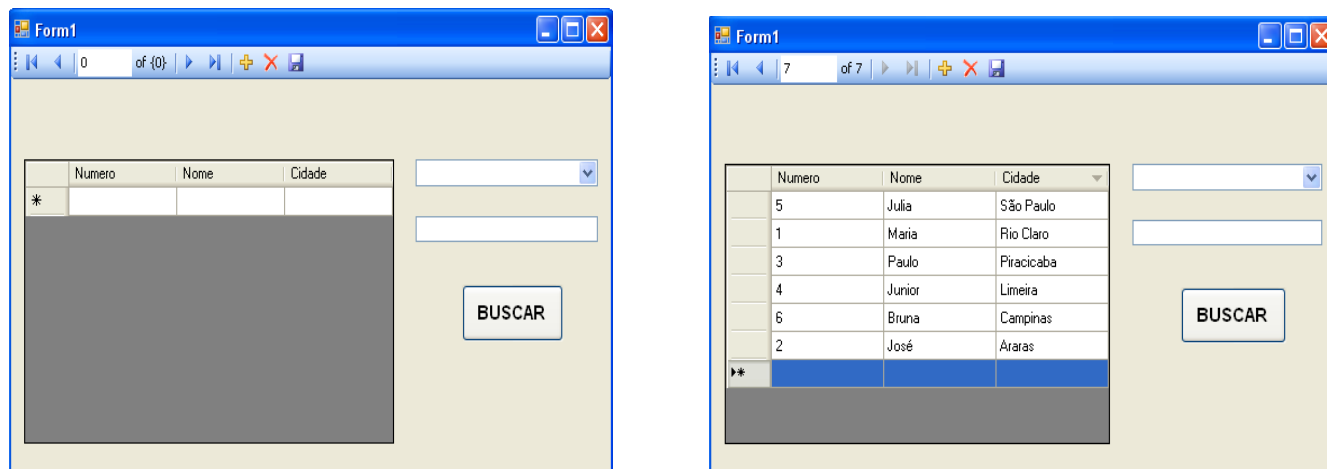 Form1
0 of {0}
Numero Nome Cidade
*
BUSCAR
Form1
7 of 7
Numero Nome Cidade
5 Julia São Paulo
1 Maria Rio Claro
3 Paulo Piracicaba
4 Junior Limeira
6 Bruna Campinas
2 José Araras
*
BUSCAR